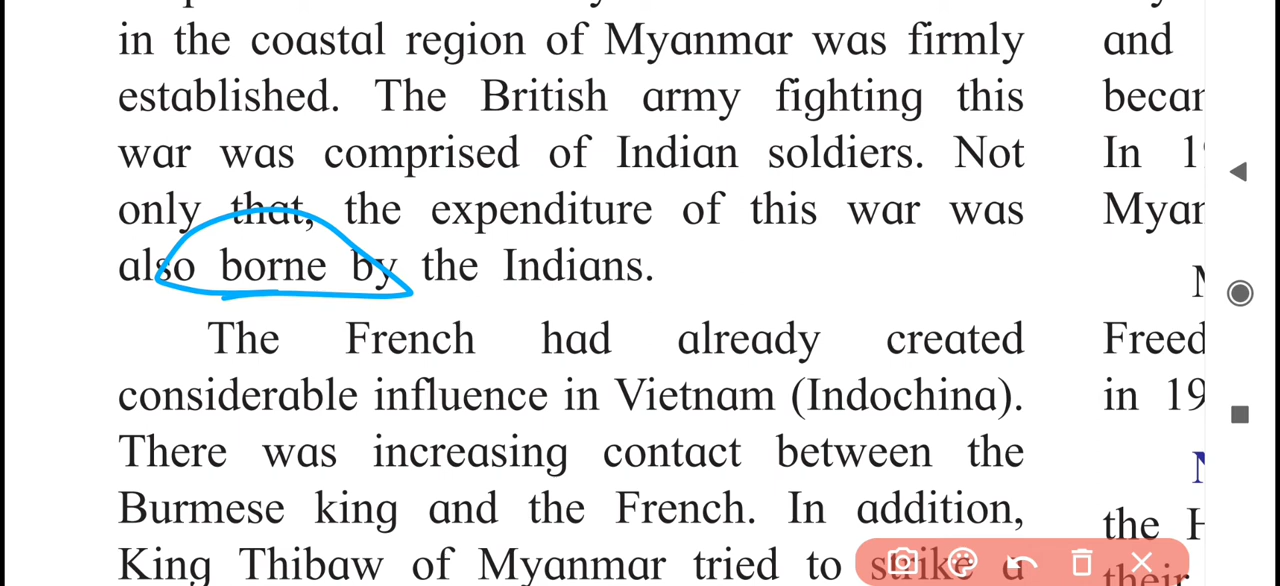 in the coastal region of Myanmar was firmly
established. The British army fighting this
war was comprised of Indian soldiers. Not
only that, the expenditure of this war was
also borne by the Indians.
The French had already created
considerable influence in Vietnam (Indochina).
There was increasing contact between the
Burmese king and the French. In addition,
King Thibaw of Myanmar tried to strike a
and
In
in
the
their